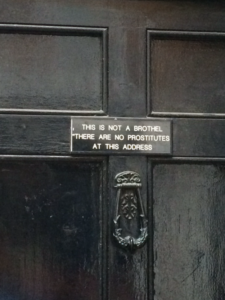 THIS IS NOT A BROTHEL
"THERE ARE NO PROSTITUTES
AT THIS ADDRESS